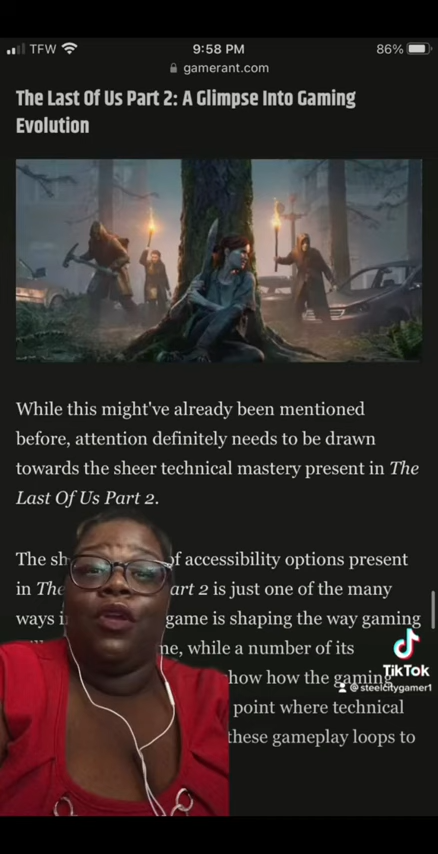 TFW 9:58 PM 86%
gamerant.com
The Last Of Us Part 2: A Glimpse Into Gaming
Evolution
While this might've already been mentioned
before, attention definitely needs to be drawn
towards the sheer technical mastery present in The
Last Of Us Part 2.
The of accessibility options present
in The art 2 is just one of the many
ways game is shaping the way gaming
while a number of its
how how the gaming
point where technical
these gameplay loops to
TikTok
@steelcitygamer1